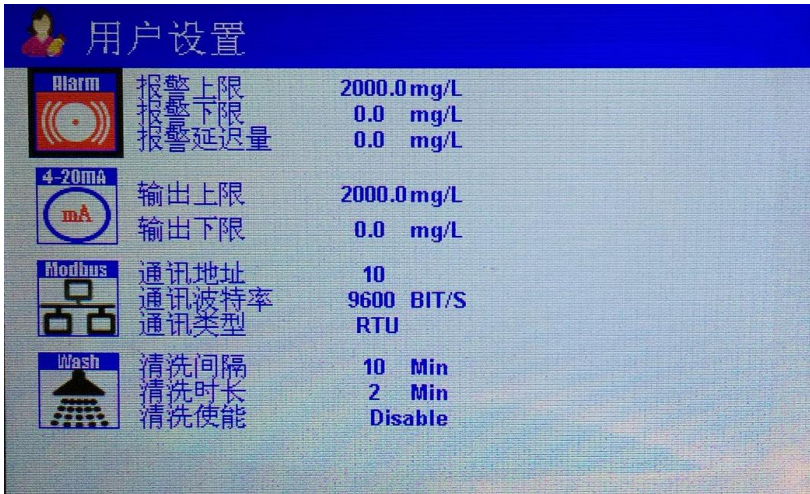 用户设置
Alarm
报警上限 2000.0 mg/L
报警下限 0.0 mg/L
报警延迟量 0.0 mg/L
4-20mA
mA
输出上限 2000.0 mg/L
输出下限 0.0 mg/L
Modbus
通讯地址 10
通讯波特率 9600 BIT/S
通讯类型 RTU
Wash
清洗间隔 10 Min
清洗时长 2 Min
清洗使能 Disable